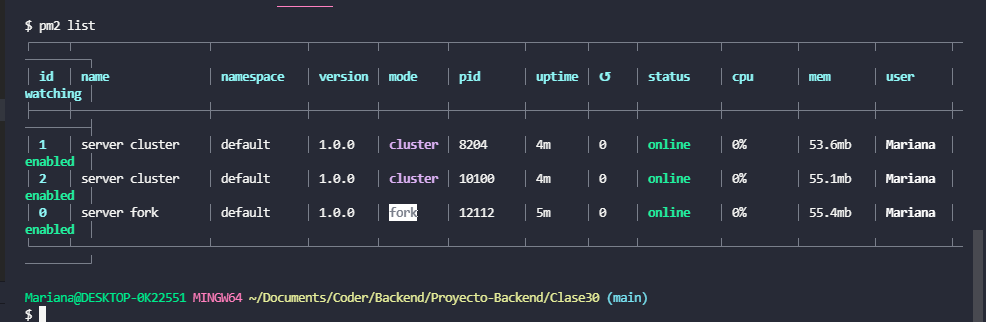 $ pm2 list
id name namespace version mode pid uptime ↺ status cpu mem user
watching
1 server cluster default 1.0.0 cluster 8204 4m 0 online 0% 53.6mb Mariana
enabled
2 server cluster default 1.0.0 cluster 10100 4m 0 online 0% 55.1mb Mariana
enabled
0 server fork default 1.0.0 fork 12112 5m 0 online 0% 55.4mb Mariana
enabled
Mariana@DESKTOP-0K22551 MINGW64 ~/Documents/Coder/Backend/Proyecto-Backend/Clase30 (main)
$